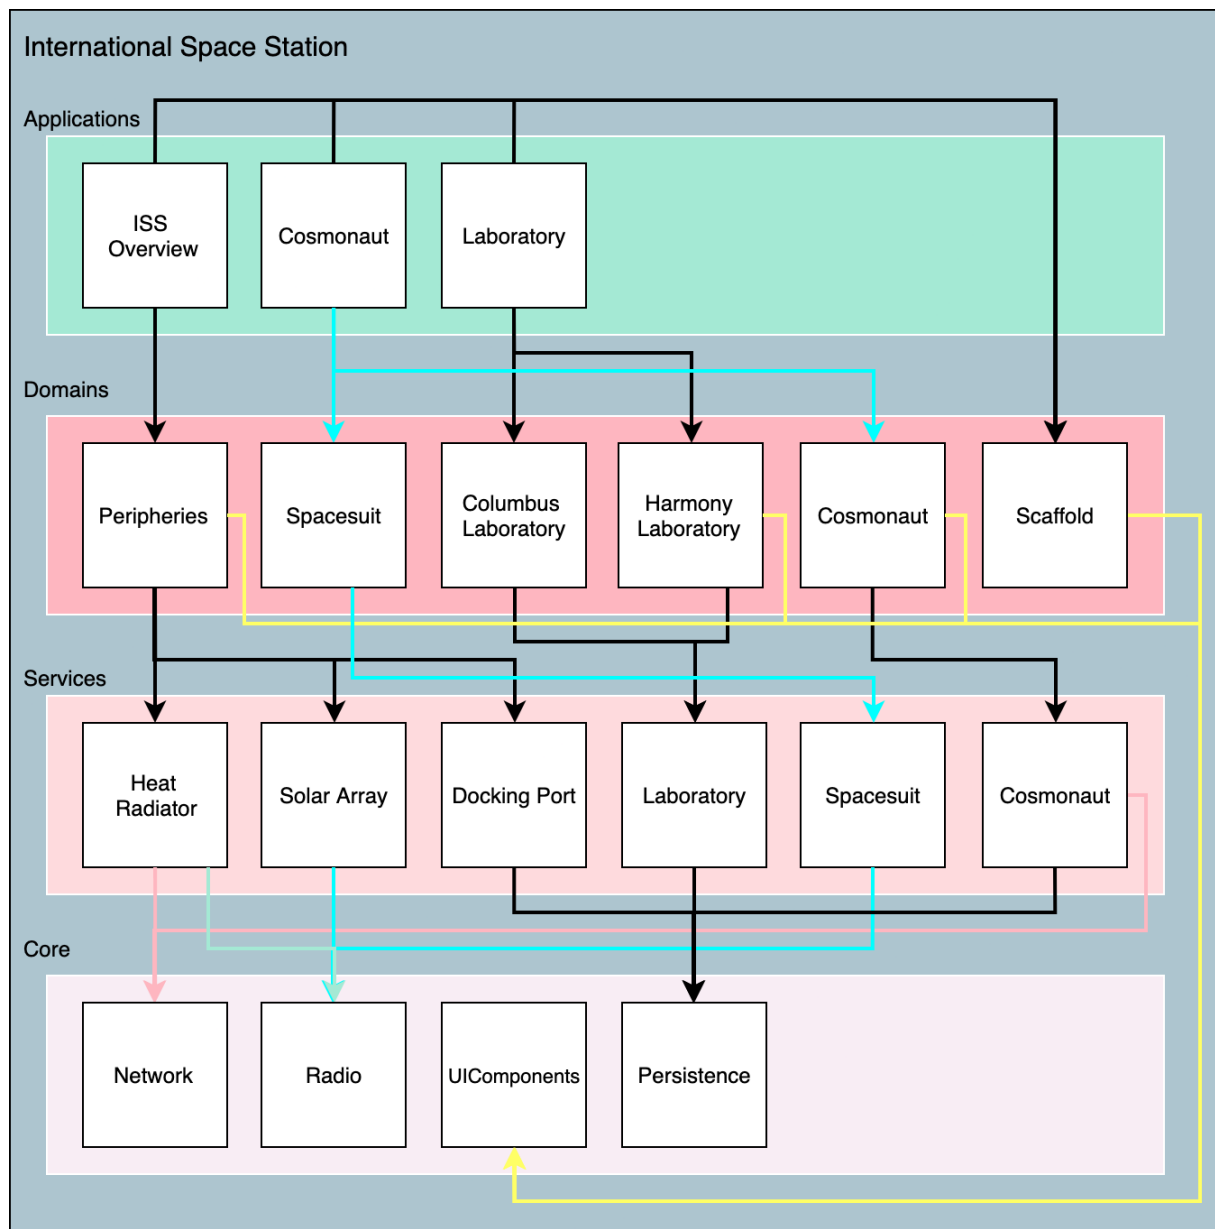 International Space Station
Applications
ISS
Overview
Cosmonaut
Laboratory
Domains
Peripheries
Spacesuit
Columbus
Laboratory
Harmony
Laboratory
Cosmonaut
Scaffold
Services
Heat
Radiator
Solar Array
Docking Port
Laboratory
Spacesuit
Cosmonaut
Core
Network
Radio
UIComponents
Persistence